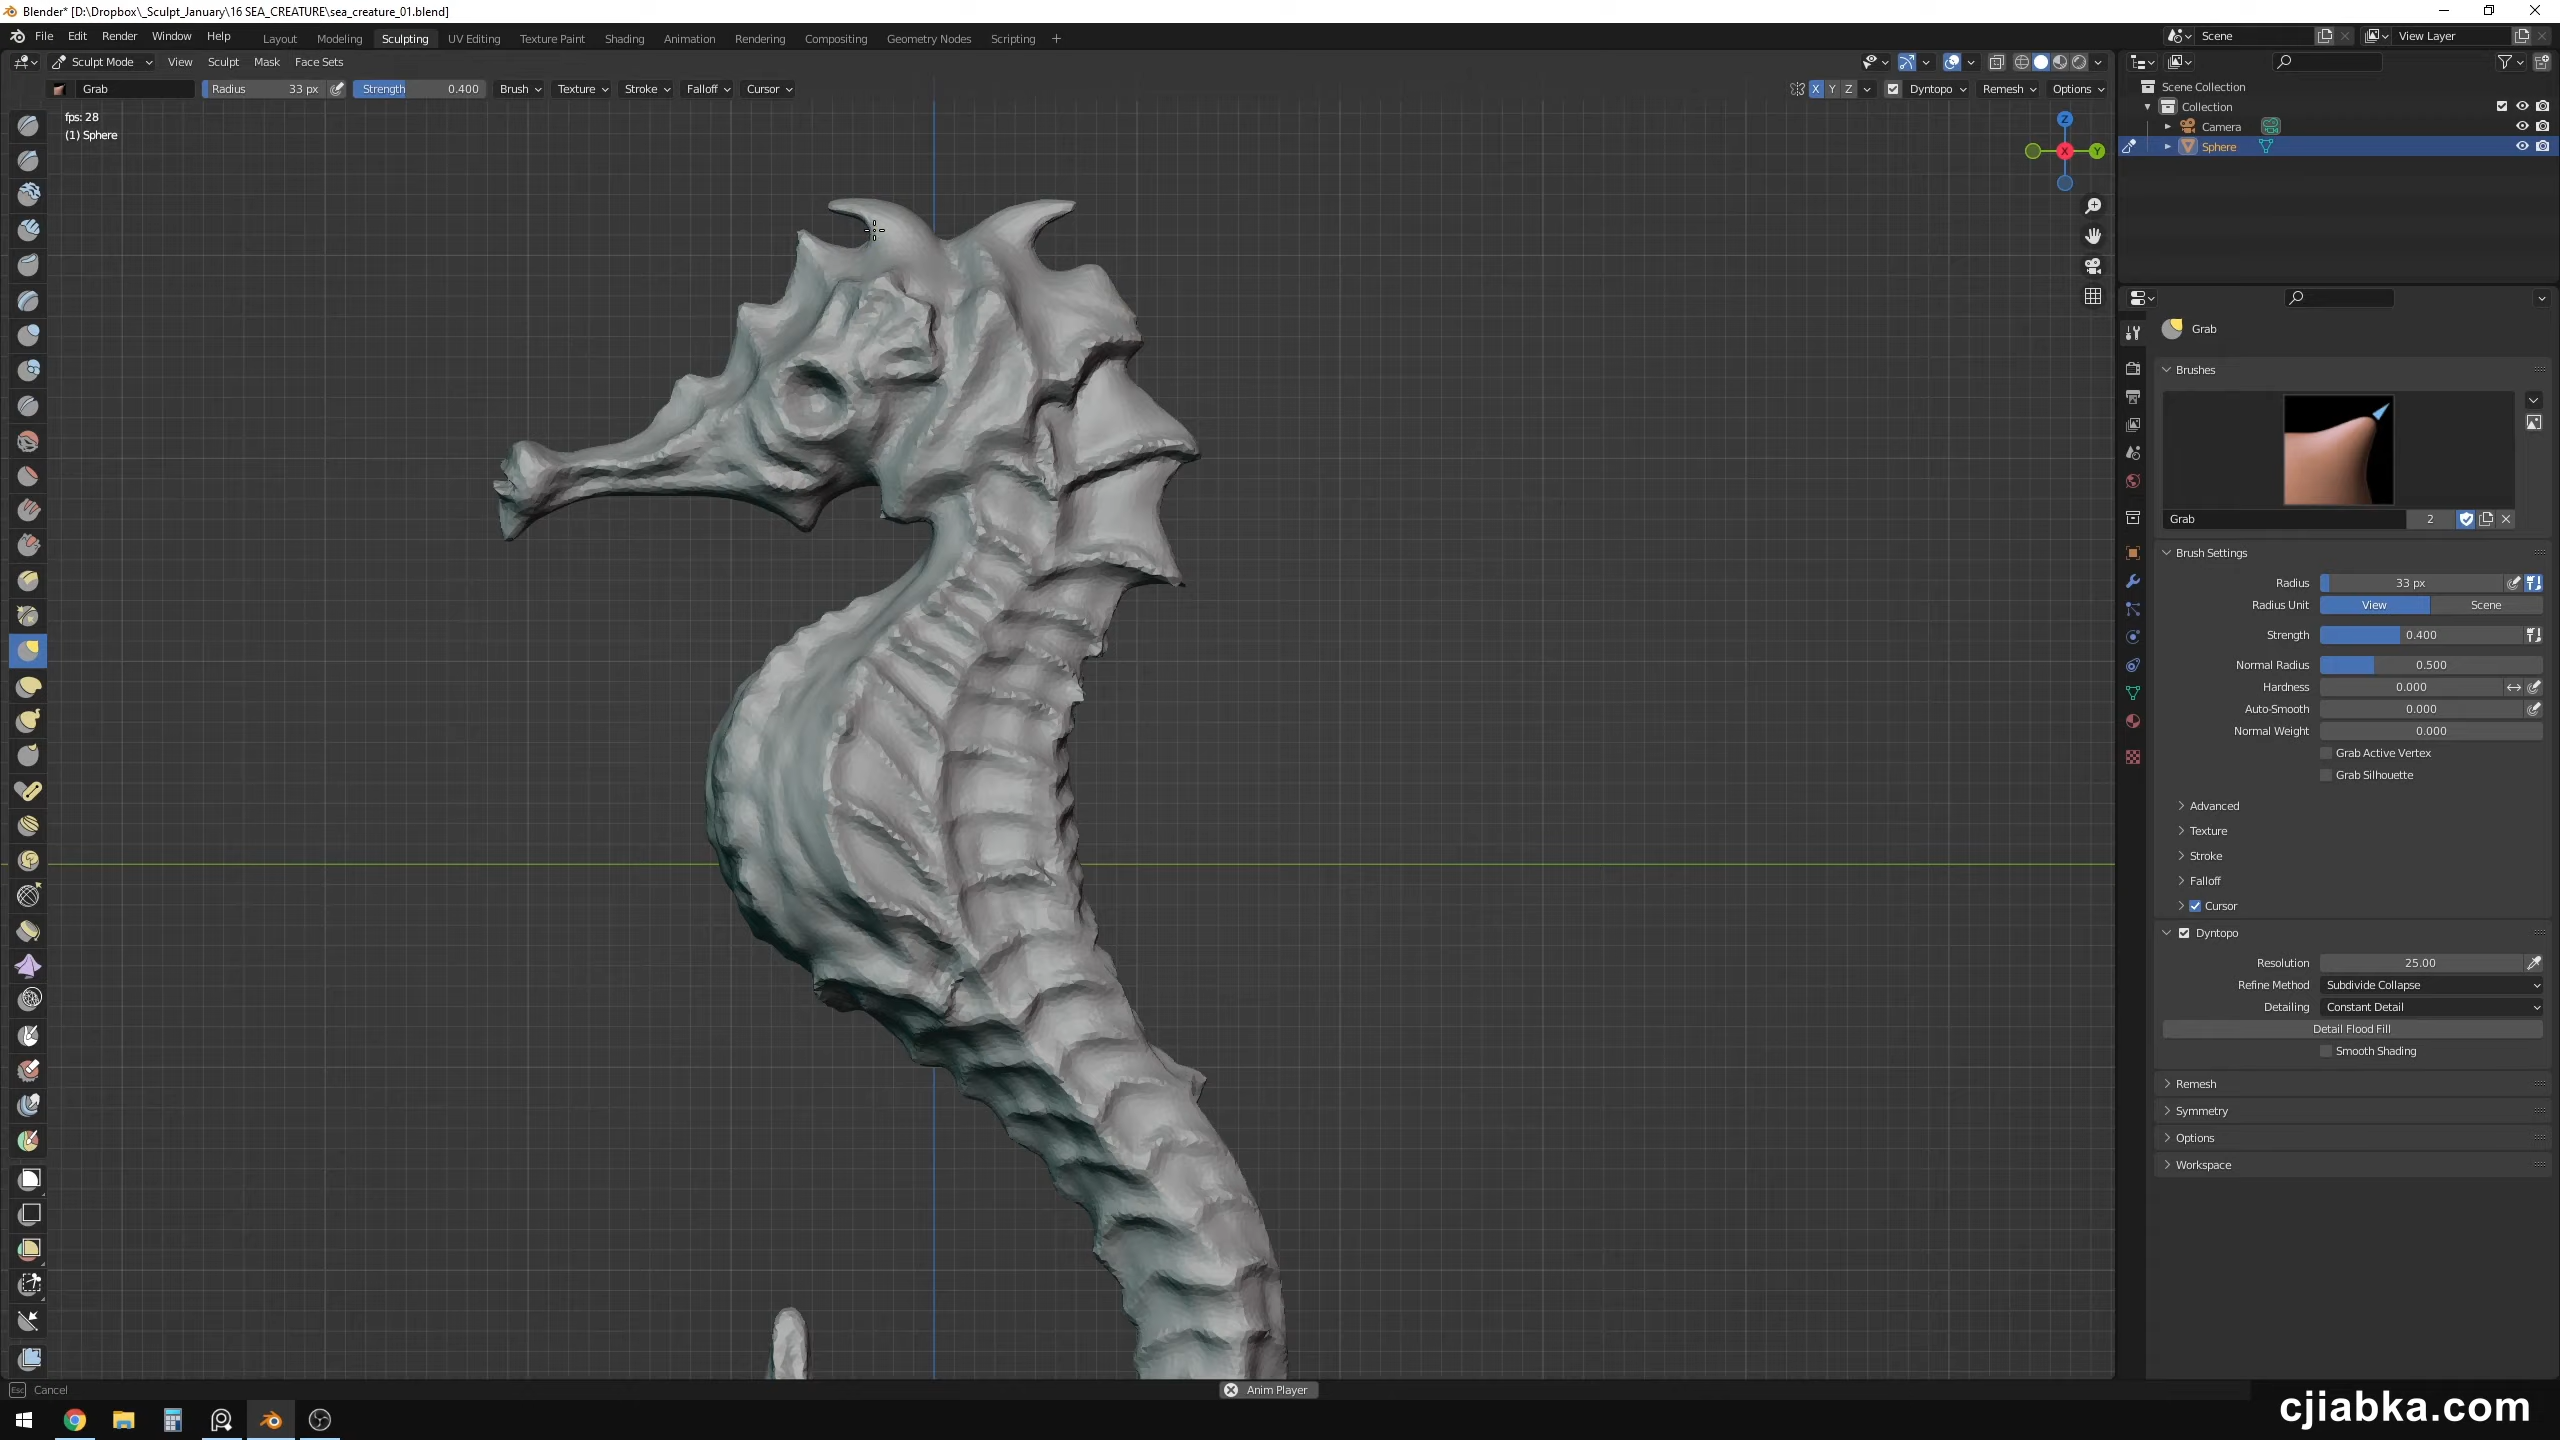 Blender* [D:\Dropbox\_Sculpt_January\16 SEA_CREATURE\sea_creature_01.blend]
File Edit Render Window Help Layout Modeling Sculpting UV Editing Texture Paint Shading Animation Rendering Compositing Geometry Nodes Scripting + Scene View Layer
Sculpt Mode View Sculpt Mask Face Sets
Grab Radius 33 px Strength 0.400 Brush Texture Stroke Falloff Cursor X Y Z Dyntopo Remesh Options
fps: 28
(1) Sphere
Z
X Y
Scene Collection
Collection
Camera
Sphere
Grab
Brushes
Grab 2
Brush Settings
Radius 33 px
Radius Unit View Scene
Strength 0.400
Normal Radius 0.500
Hardness 0.000
Auto-Smooth 0.000
Normal Weight 0.000
Grab Active Vertex
Grab Silhouette
Advanced
Texture
Stroke
Falloff
Cursor
Dyntopo
Resolution 25.00
Refine Method Subdivide Collapse
Detailing Constant Detail
Detail Flood Fill
Smooth Shading
Remesh
Symmetry
Options
Workspace
Esc Cancel Anim Player
cjiabka.com